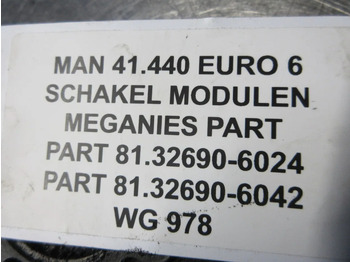 MAN 41.440 EURO 6
SCHAKEL MODULEN
MEGANIES PART
PART 81.32690-6024
PART 81.32690-6042
WG 978